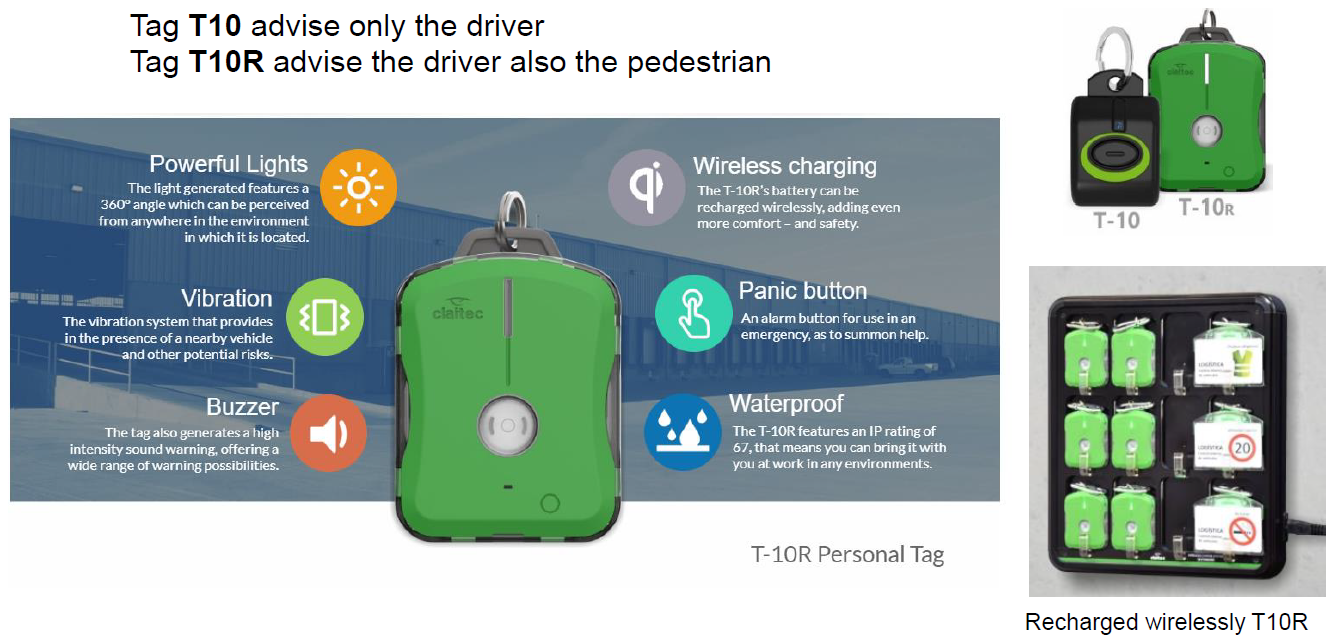 Tag T10 advise only the driver
Tag T10R advise the driver also the pedestrian
Powerful Lights
The light generated features a
360º angle which can be perceived
from anywhere in the environment
in which it is located.
Vibration
The vibration system that provides
in the presence of a nearby vehicle
and other potential risks.
Buzzer
The tag also generates a high
intensity sound warning, offering a
wide range of warning possibilities.
claitec
Wireless charging
The T-10R's battery can be
recharged wirelessly, adding even
more comfort – and safety.
Panic button
An alarm button for use in an
emergency, as to summon help.
Waterproof
The T-10R features an IP rating of
67, that means you can bring it with
you at work in any environments.
T-10R Personal Tag
claitec
T-10
T-10R
LOGÍSTICA
LOGÍSTICA
20
LOGÍSTICA
Recharged wirelessly T10R